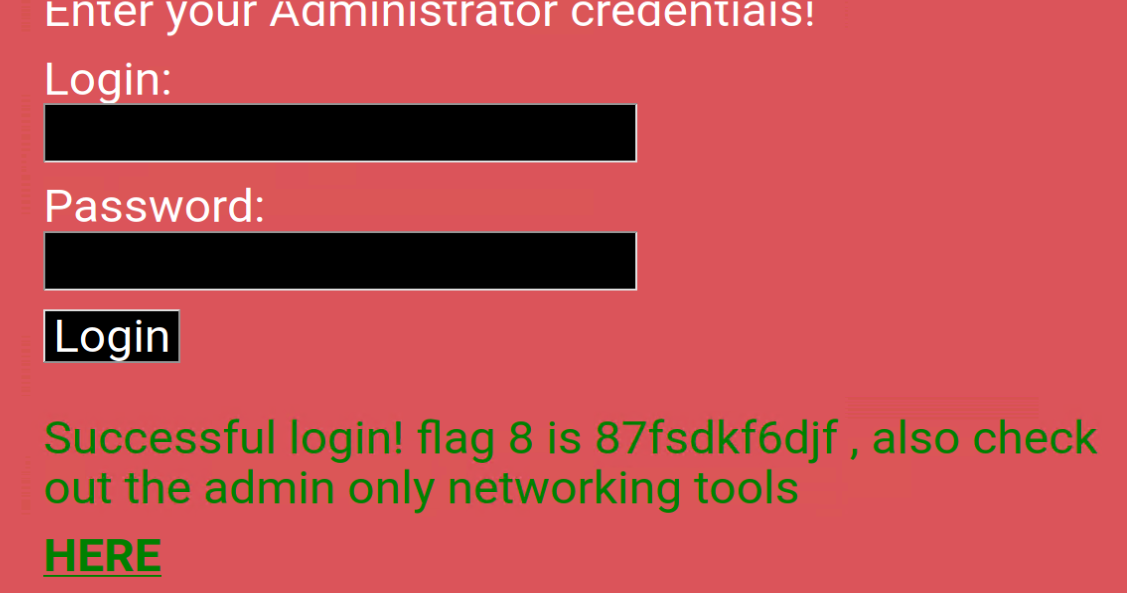 Enter your Administrator credentials!
Login:
Password:
Login
Successful login! flag 8 is 87fsdkf6djf , also check
out the admin only networking tools
HERE